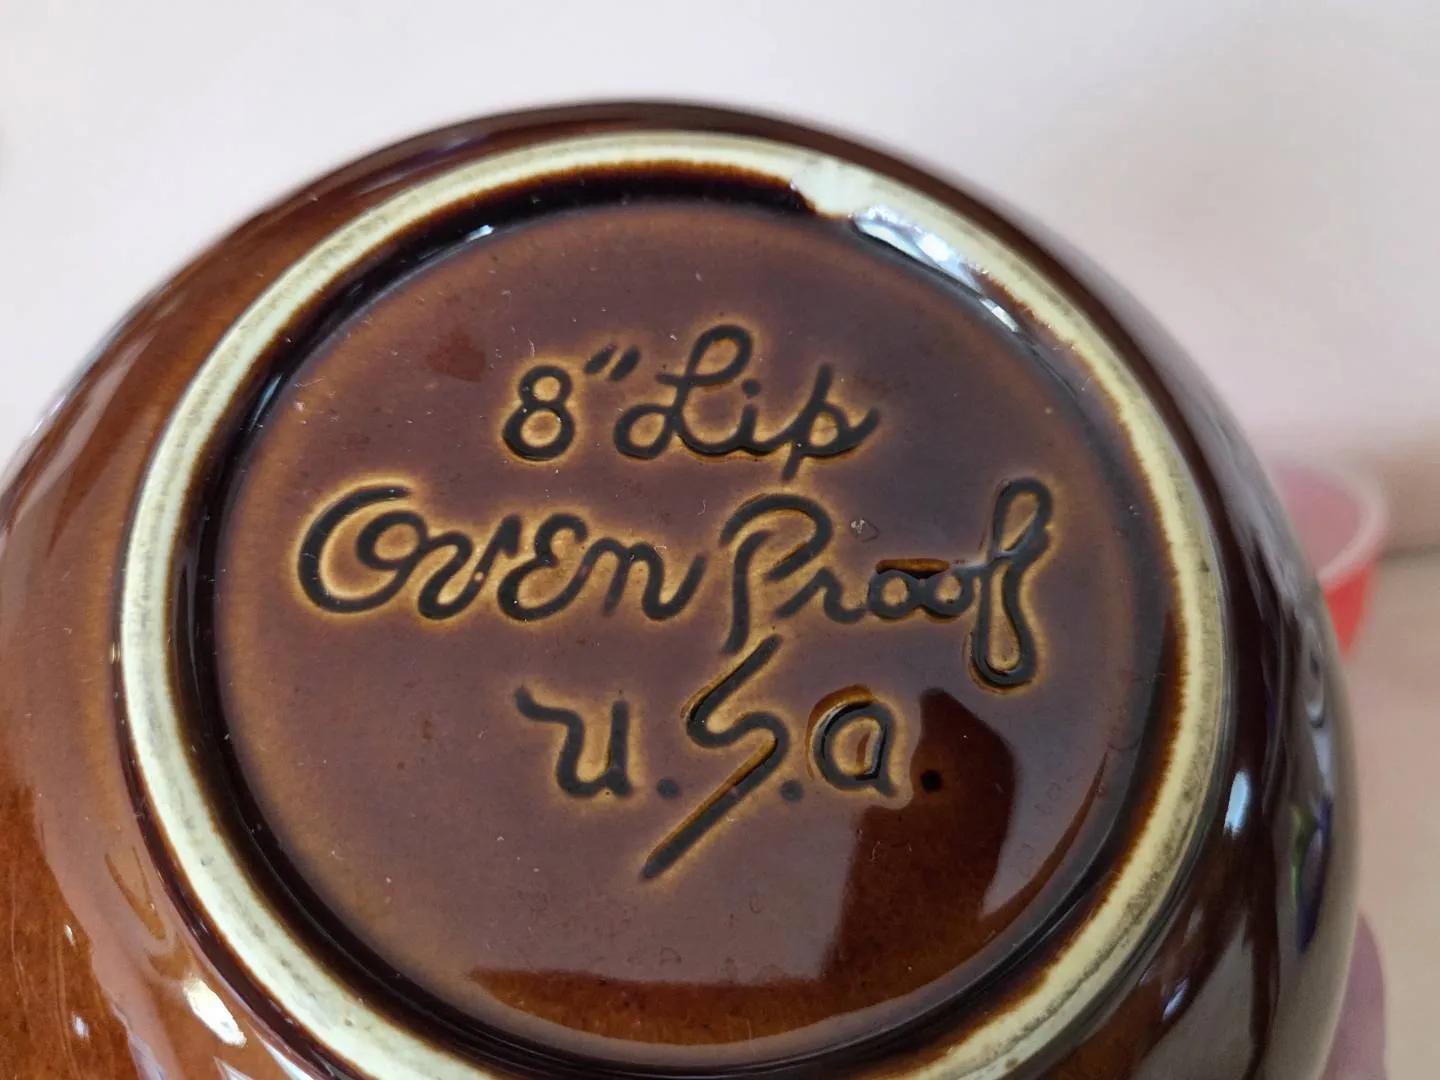 8" Lip
Oven Proof
U.S.A.